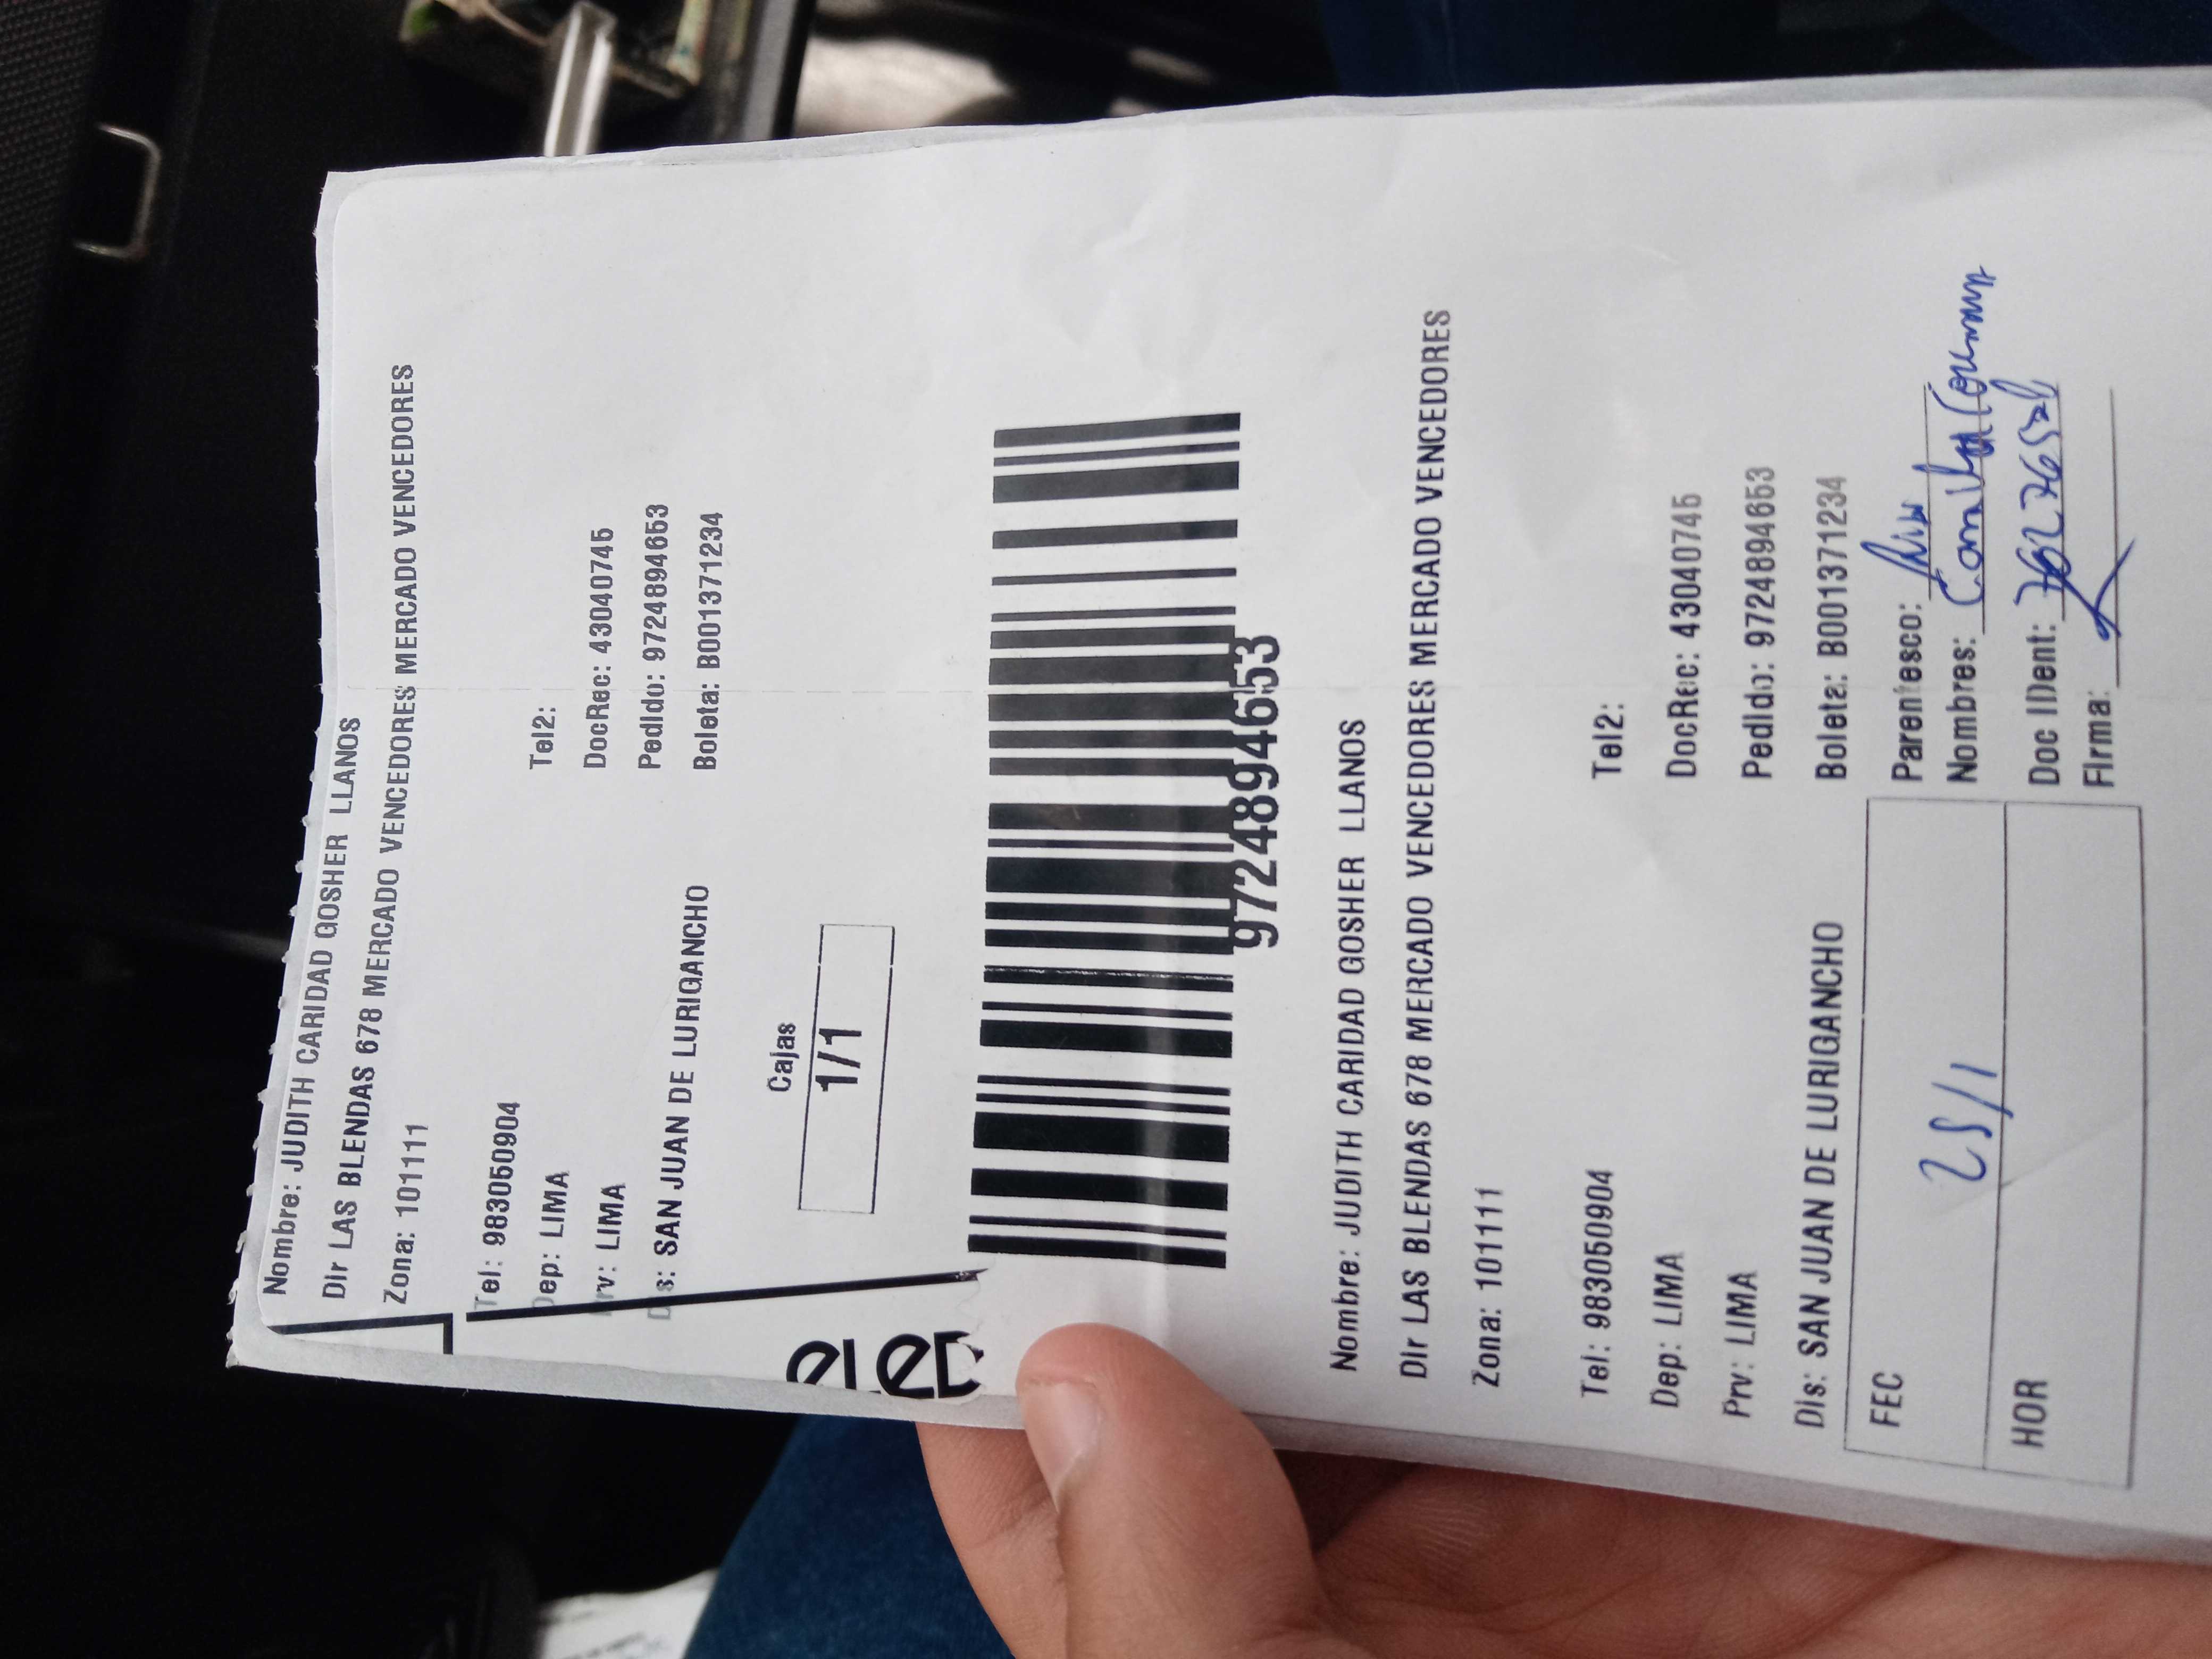 Nombre: JUDITH CARIDAD GOSHER LLANOS
Dir LAS BLENDAS 678 MERCADO VENCEDORES MERCADO VENCEDORES
Zona: 101111
Tel: 983050904 Tel2:
Dep: LIMA DocRec: 43040745
Prv: LIMA Pedido: 972489465 3
Dis: SAN JUAN DE LURIGANCHO Boleta: B001371234
Cajas
1/1
9724894653
Nombre: JUDITH CARIDAD GOSHER LLANOS
Dir LAS BLENDAS 678 MERCADO VENCEDORES MERCADO VENCEDORES
Zona: 101111
Tel: 983050904 Tel2:
Dep: LIMA DocRec: 43040745
Prv: LIMA Pedido: 9724894653
Dis: SAN JUAN DE LURIGANCHO Boleta: B001371234
FEC 25/1 Parentesco:
Nombres:
HOR Doc IDent:
Firma: